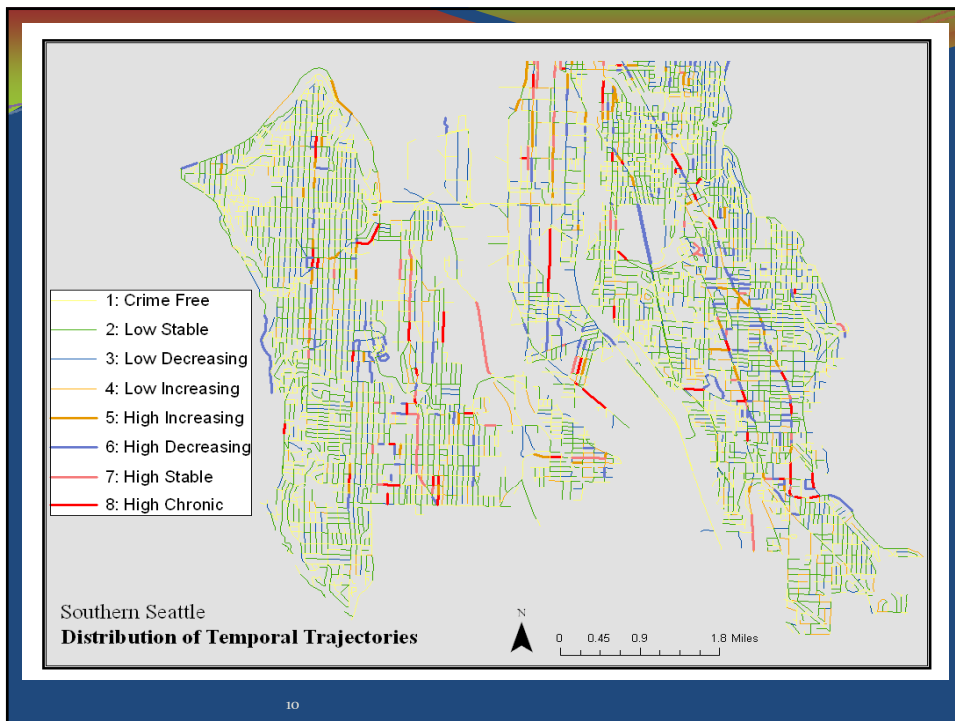 1: Crime Free
2: Low Stable
3: Low Decreasing
4: Low Increasing
5: High Increasing
6: High Decreasing
7: High Stable
8: High Chronic
Southern Seattle
Distribution of Temporal Trajectories
N
0 0.45 0.9 1.8 Miles
10